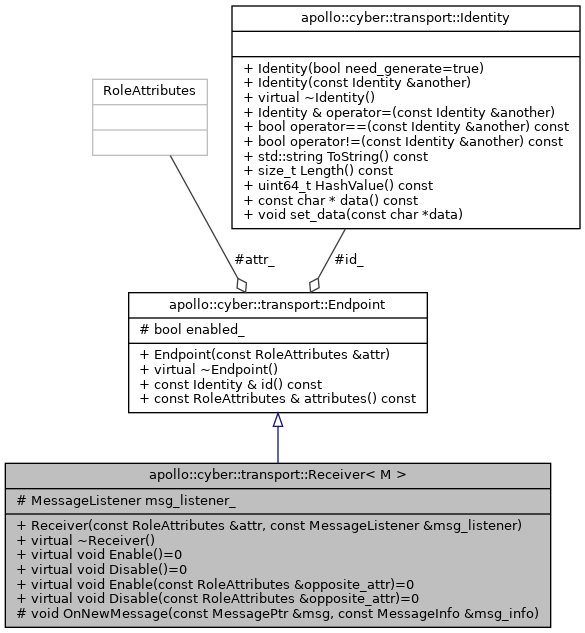 apollo::cyber::transport::Identity
+ Identity(bool need_generate=true)
+ Identity(const Identity &another)
+ virtual ~Identity()
+ Identity & operator=(const Identity &another)
+ bool operator==(const Identity &another) const
+ bool operator!=(const Identity &another) const
+ std::string ToString() const
+ size_t Length() const
+ uint64_t HashValue() const
+ const char * data() const
+ void set_data(const char *data)
RoleAttributes
#attr_
#id_
apollo::cyber::transport::Endpoint
# bool enabled_
+ Endpoint(const RoleAttributes &attr)
+ virtual ~Endpoint()
+ const Identity & id() const
+ const RoleAttributes & attributes() const
apollo::cyber::transport::Receiver< M >
# MessageListener msg_listener_
+ Receiver(const RoleAttributes &attr, const MessageListener &msg_listener)
+ virtual ~Receiver()
+ virtual void Enable()=0
+ virtual void Disable()=0
+ virtual void Enable(const RoleAttributes &opposite_attr)=0
+ virtual void Disable(const RoleAttributes &opposite_attr)=0
# void OnNewMessage(const MessagePtr &msg, const MessageInfo &msg_info)